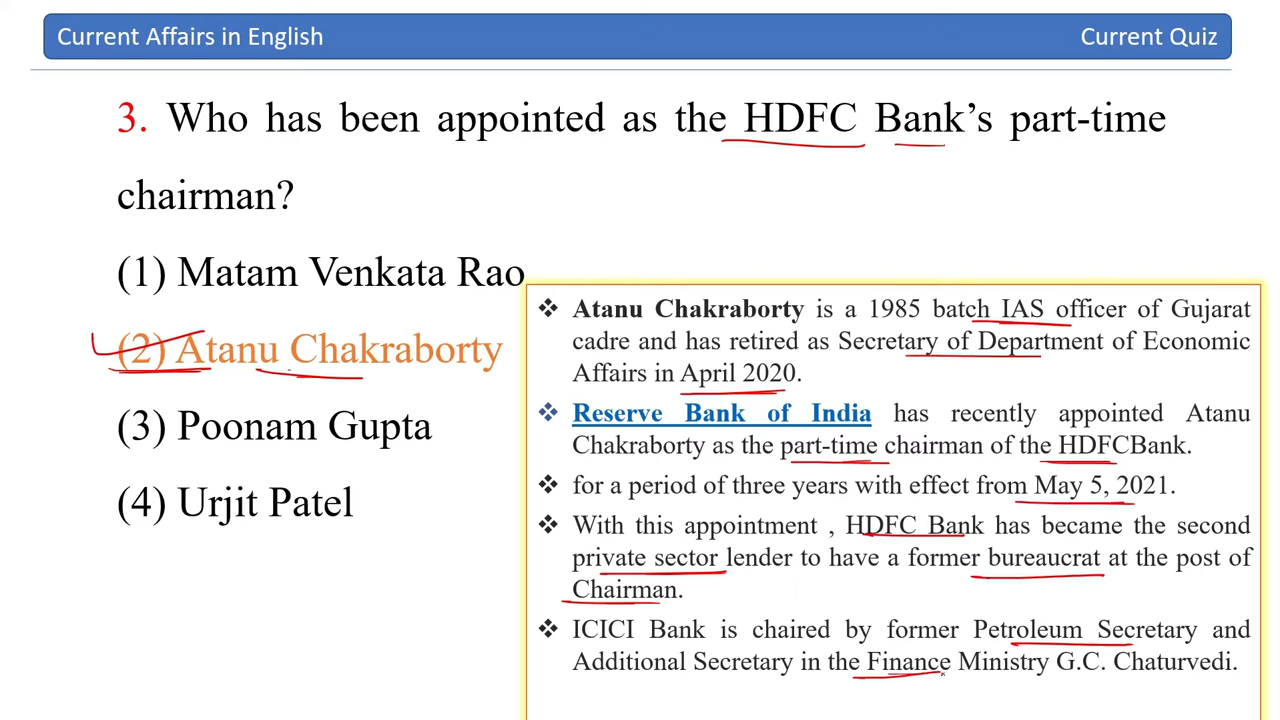 Current Affairs in English Current Quiz
3. Who has been appointed as the HDFC Bank’s part-time
chairman?
(1) Matam Venkata Rao
(2) Atanu Chakraborty
(3) Poonam Gupta
(4) Urjit Patel
❖ Atanu Chakraborty is a 1985 batch IAS officer of Gujarat
cadre and has retired as Secretary of Department of Economic
Affairs in April 2020.
❖ Reserve Bank of India has recently appointed Atanu
Chakraborty as the part-time chairman of the HDFCBank.
❖ for a period of three years with effect from May 5, 2021.
❖ With this appointment , HDFC Bank has became the second
private sector lender to have a former bureaucrat at the post of
Chairman.
❖ ICICI Bank is chaired by former Petroleum Secretary and
Additional Secretary in the Finance Ministry G.C. Chaturvedi.